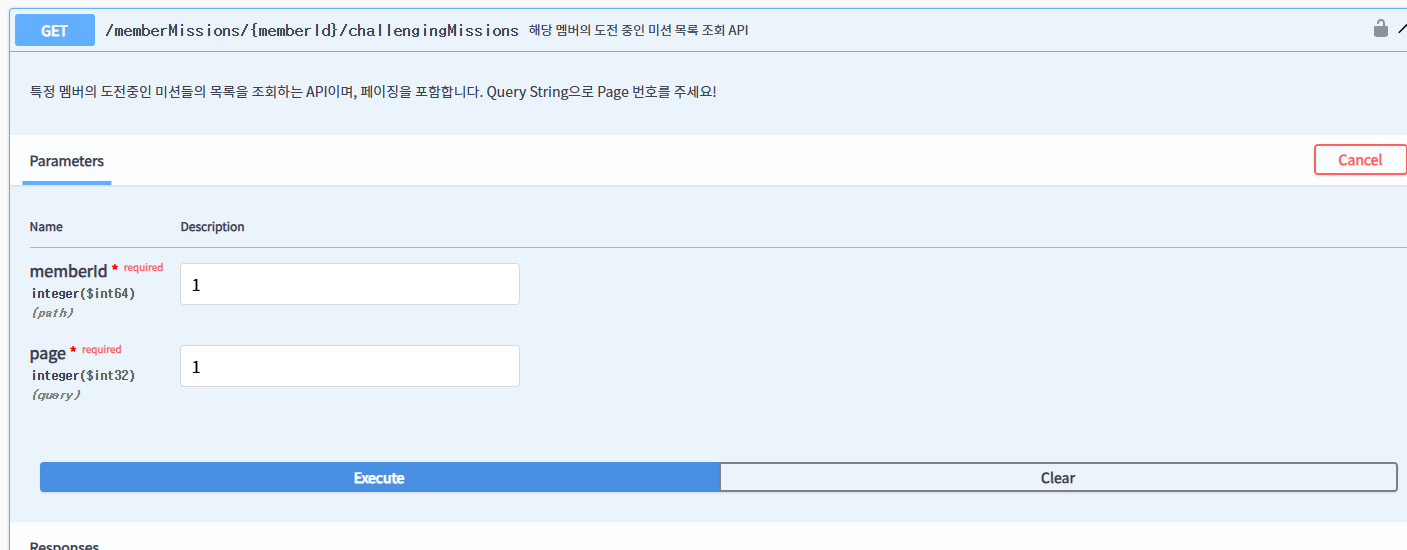 GET /memberMissions/{memberId}/challengingMissions 해당 멤버의 도전 중인 미션 목록 조회 API
특정 멤버의 도전중인 미션들의 목록을 조회하는 API이며, 페이징을 포함합니다. Query String으로 Page 번호를 주세요!
Parameters
Cancel
Name Description
memberId * required
integer($int64)
(path)
1
page * required
integer($int32)
(query)
1
Execute Clear
Responses